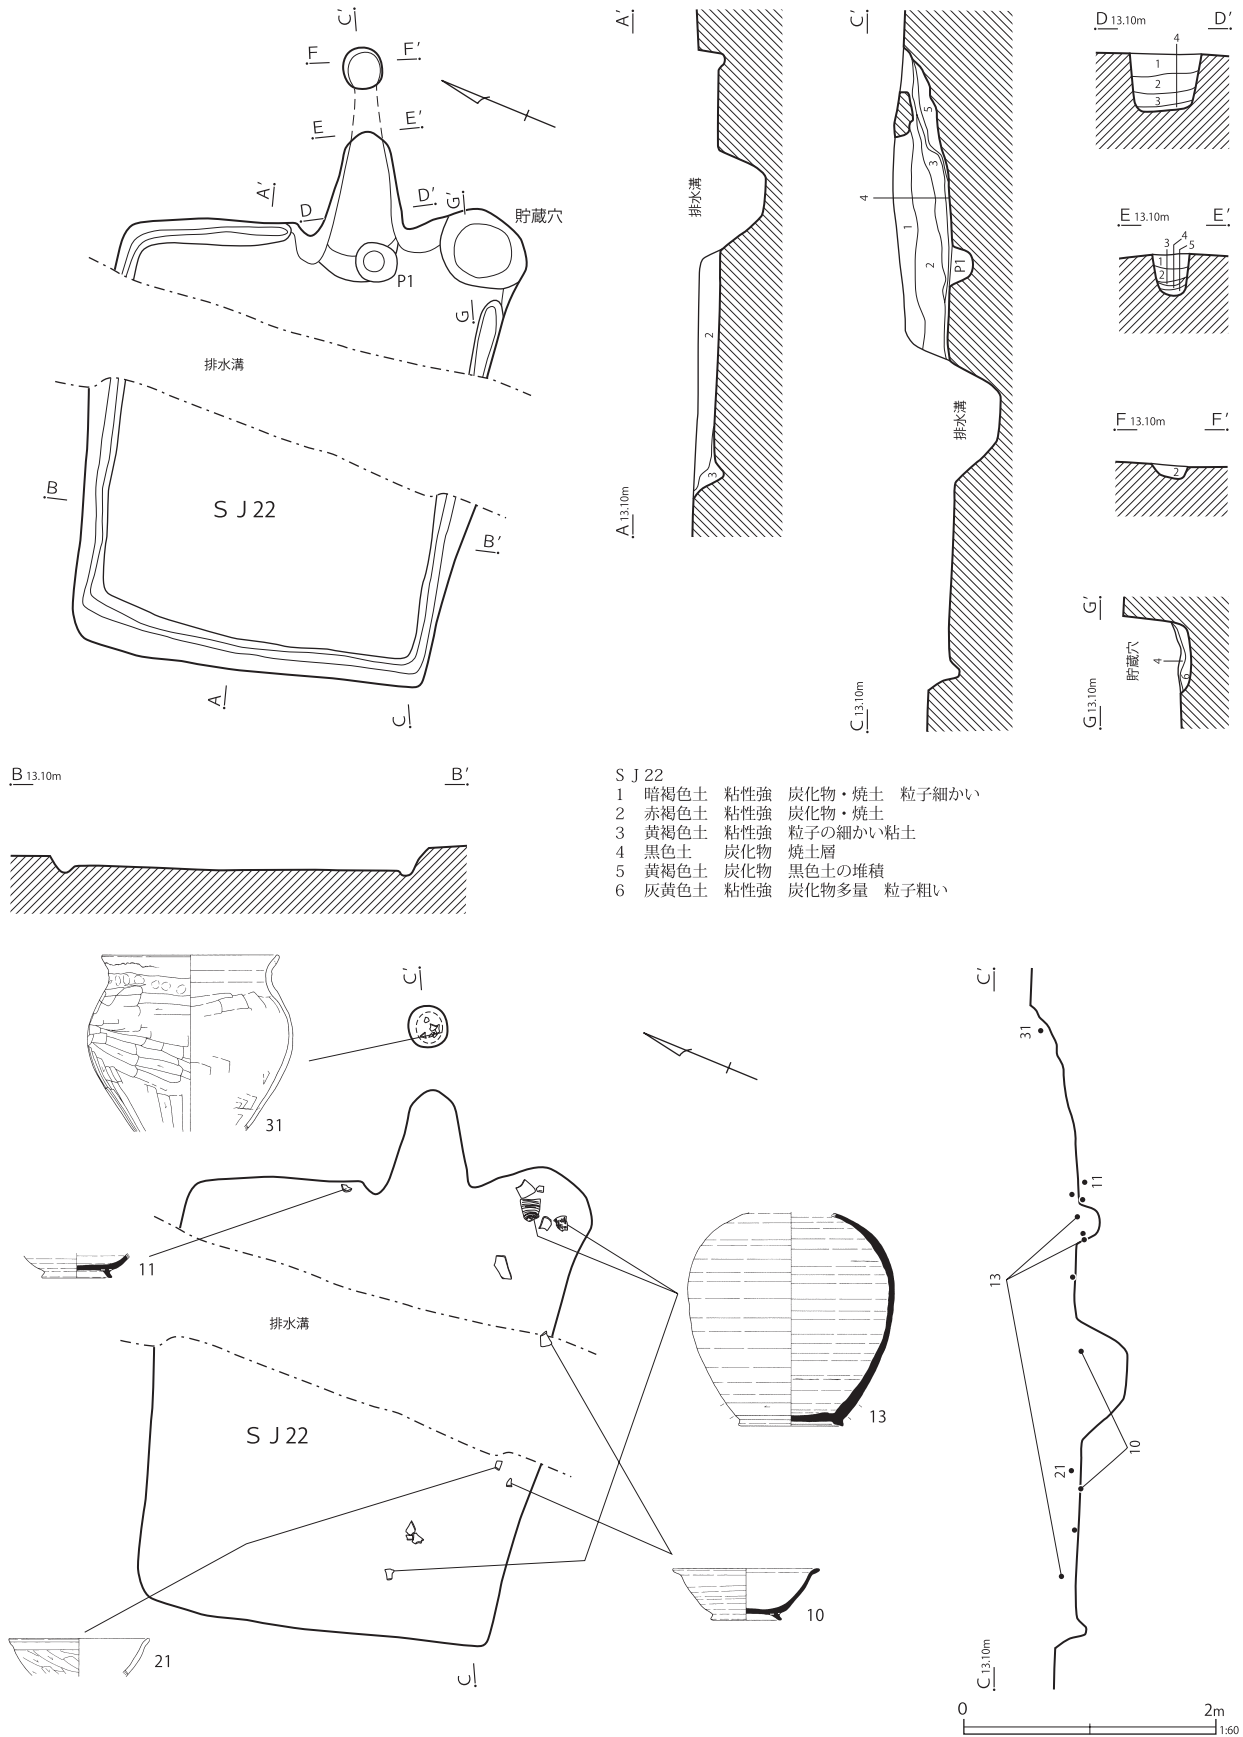 C′
F
F′
E
E′
A′
D
D′
G′
貯蔵穴
P1
G
排水溝
B
SJ22
B′
A
C
A′
排水溝
2
3
A 13.10m
C′
5
3
4
1
2
P1
排水溝
C 13.10m
D 13.10m
D′
4
1
2
3
E 13.10m
E′
4
3
5
1
2
F 13.10m
F′
2
G′
貯蔵穴
4
6
G 13.10m
B 13.10m
B′
SJ22
1 暗褐色土 粘性強 炭化物・焼土 粒子細かい
2 赤褐色土 粘性強 炭化物・焼土
3 黄褐色土 粘性強 粒子の細かい粘土
4 黒色土 炭化物 焼土層
5 黄褐色土 炭化物 黒色土の堆積
6 灰黄色土 粘性強 炭化物多量 粒子粗い
31
C′
11
排水溝
13
SJ22
10
21
C
C′
31
11
13
10
21
C 13.10m
0
2m
1:60